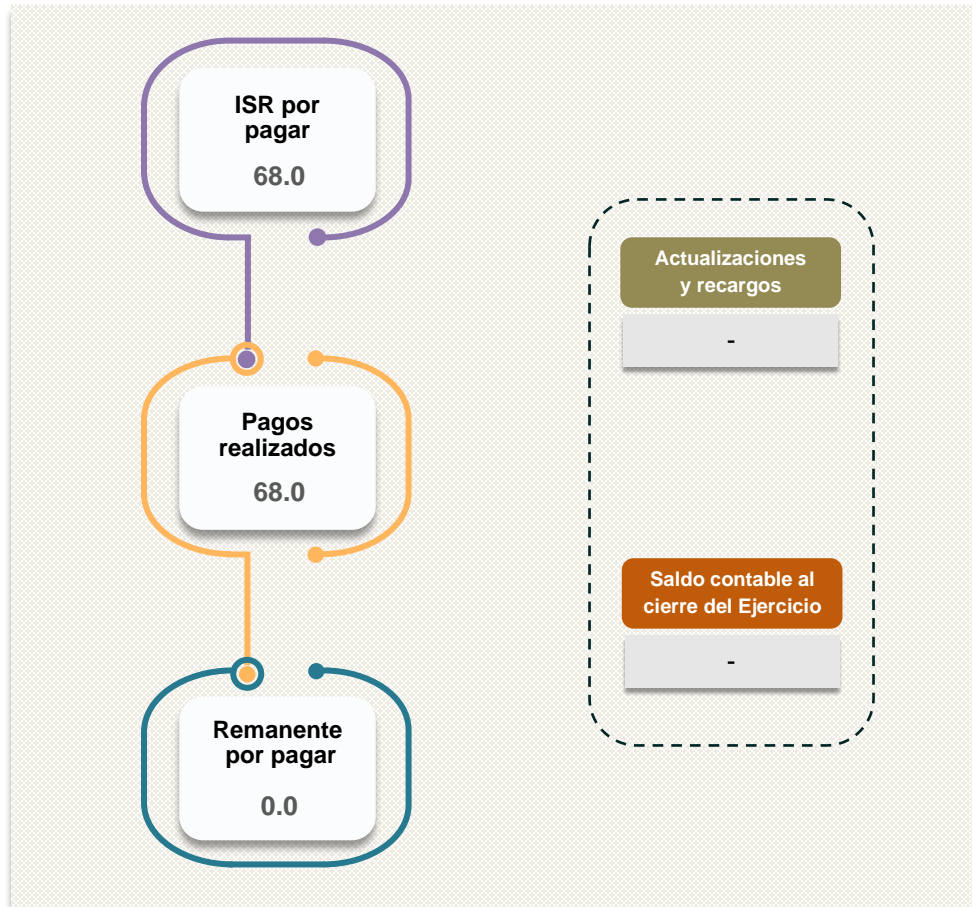 ISR por
pagar
68.0
Pagos
realizados
68.0
Remanente
por pagar
0.0
Actualizaciones
y recargos
-
Saldo contable al
cierre del Ejercicio
-